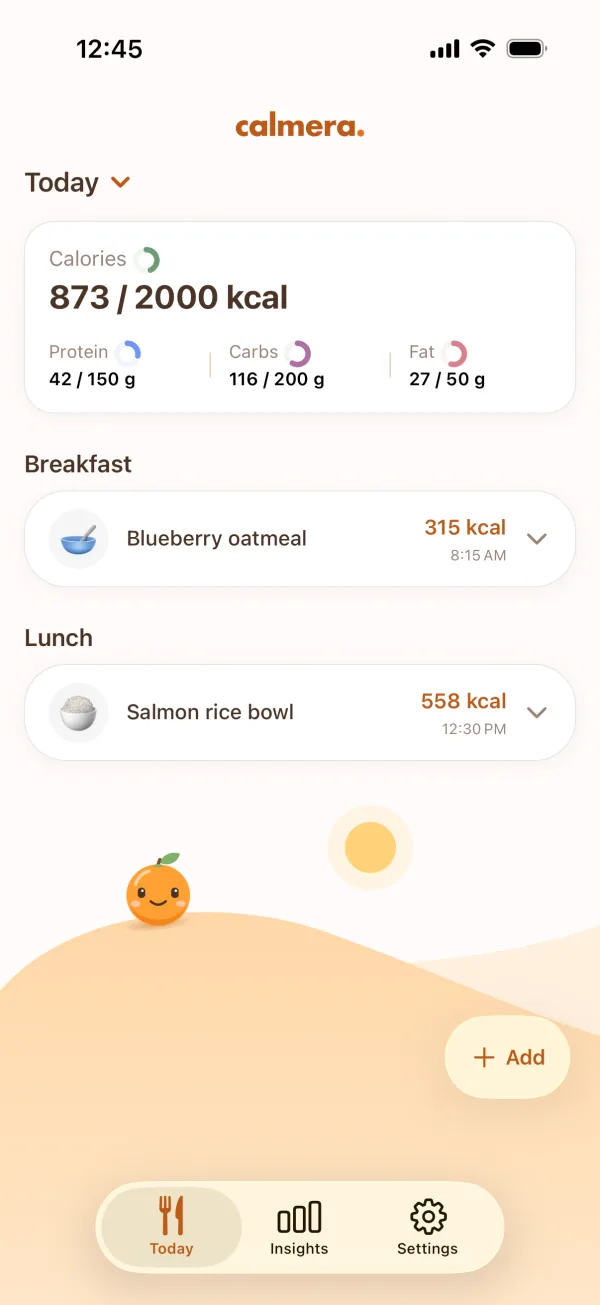 12:45
calmera.
Today
Calories
873 / 2000 kcal
Protein
42 / 150 g
Carbs
116 / 200 g
Fat
27 / 50 g
Breakfast
Blueberry oatmeal
315 kcal
8:15 AM
Lunch
Salmon rice bowl
558 kcal
12:30 PM
+ Add
Today
Insights
Settings